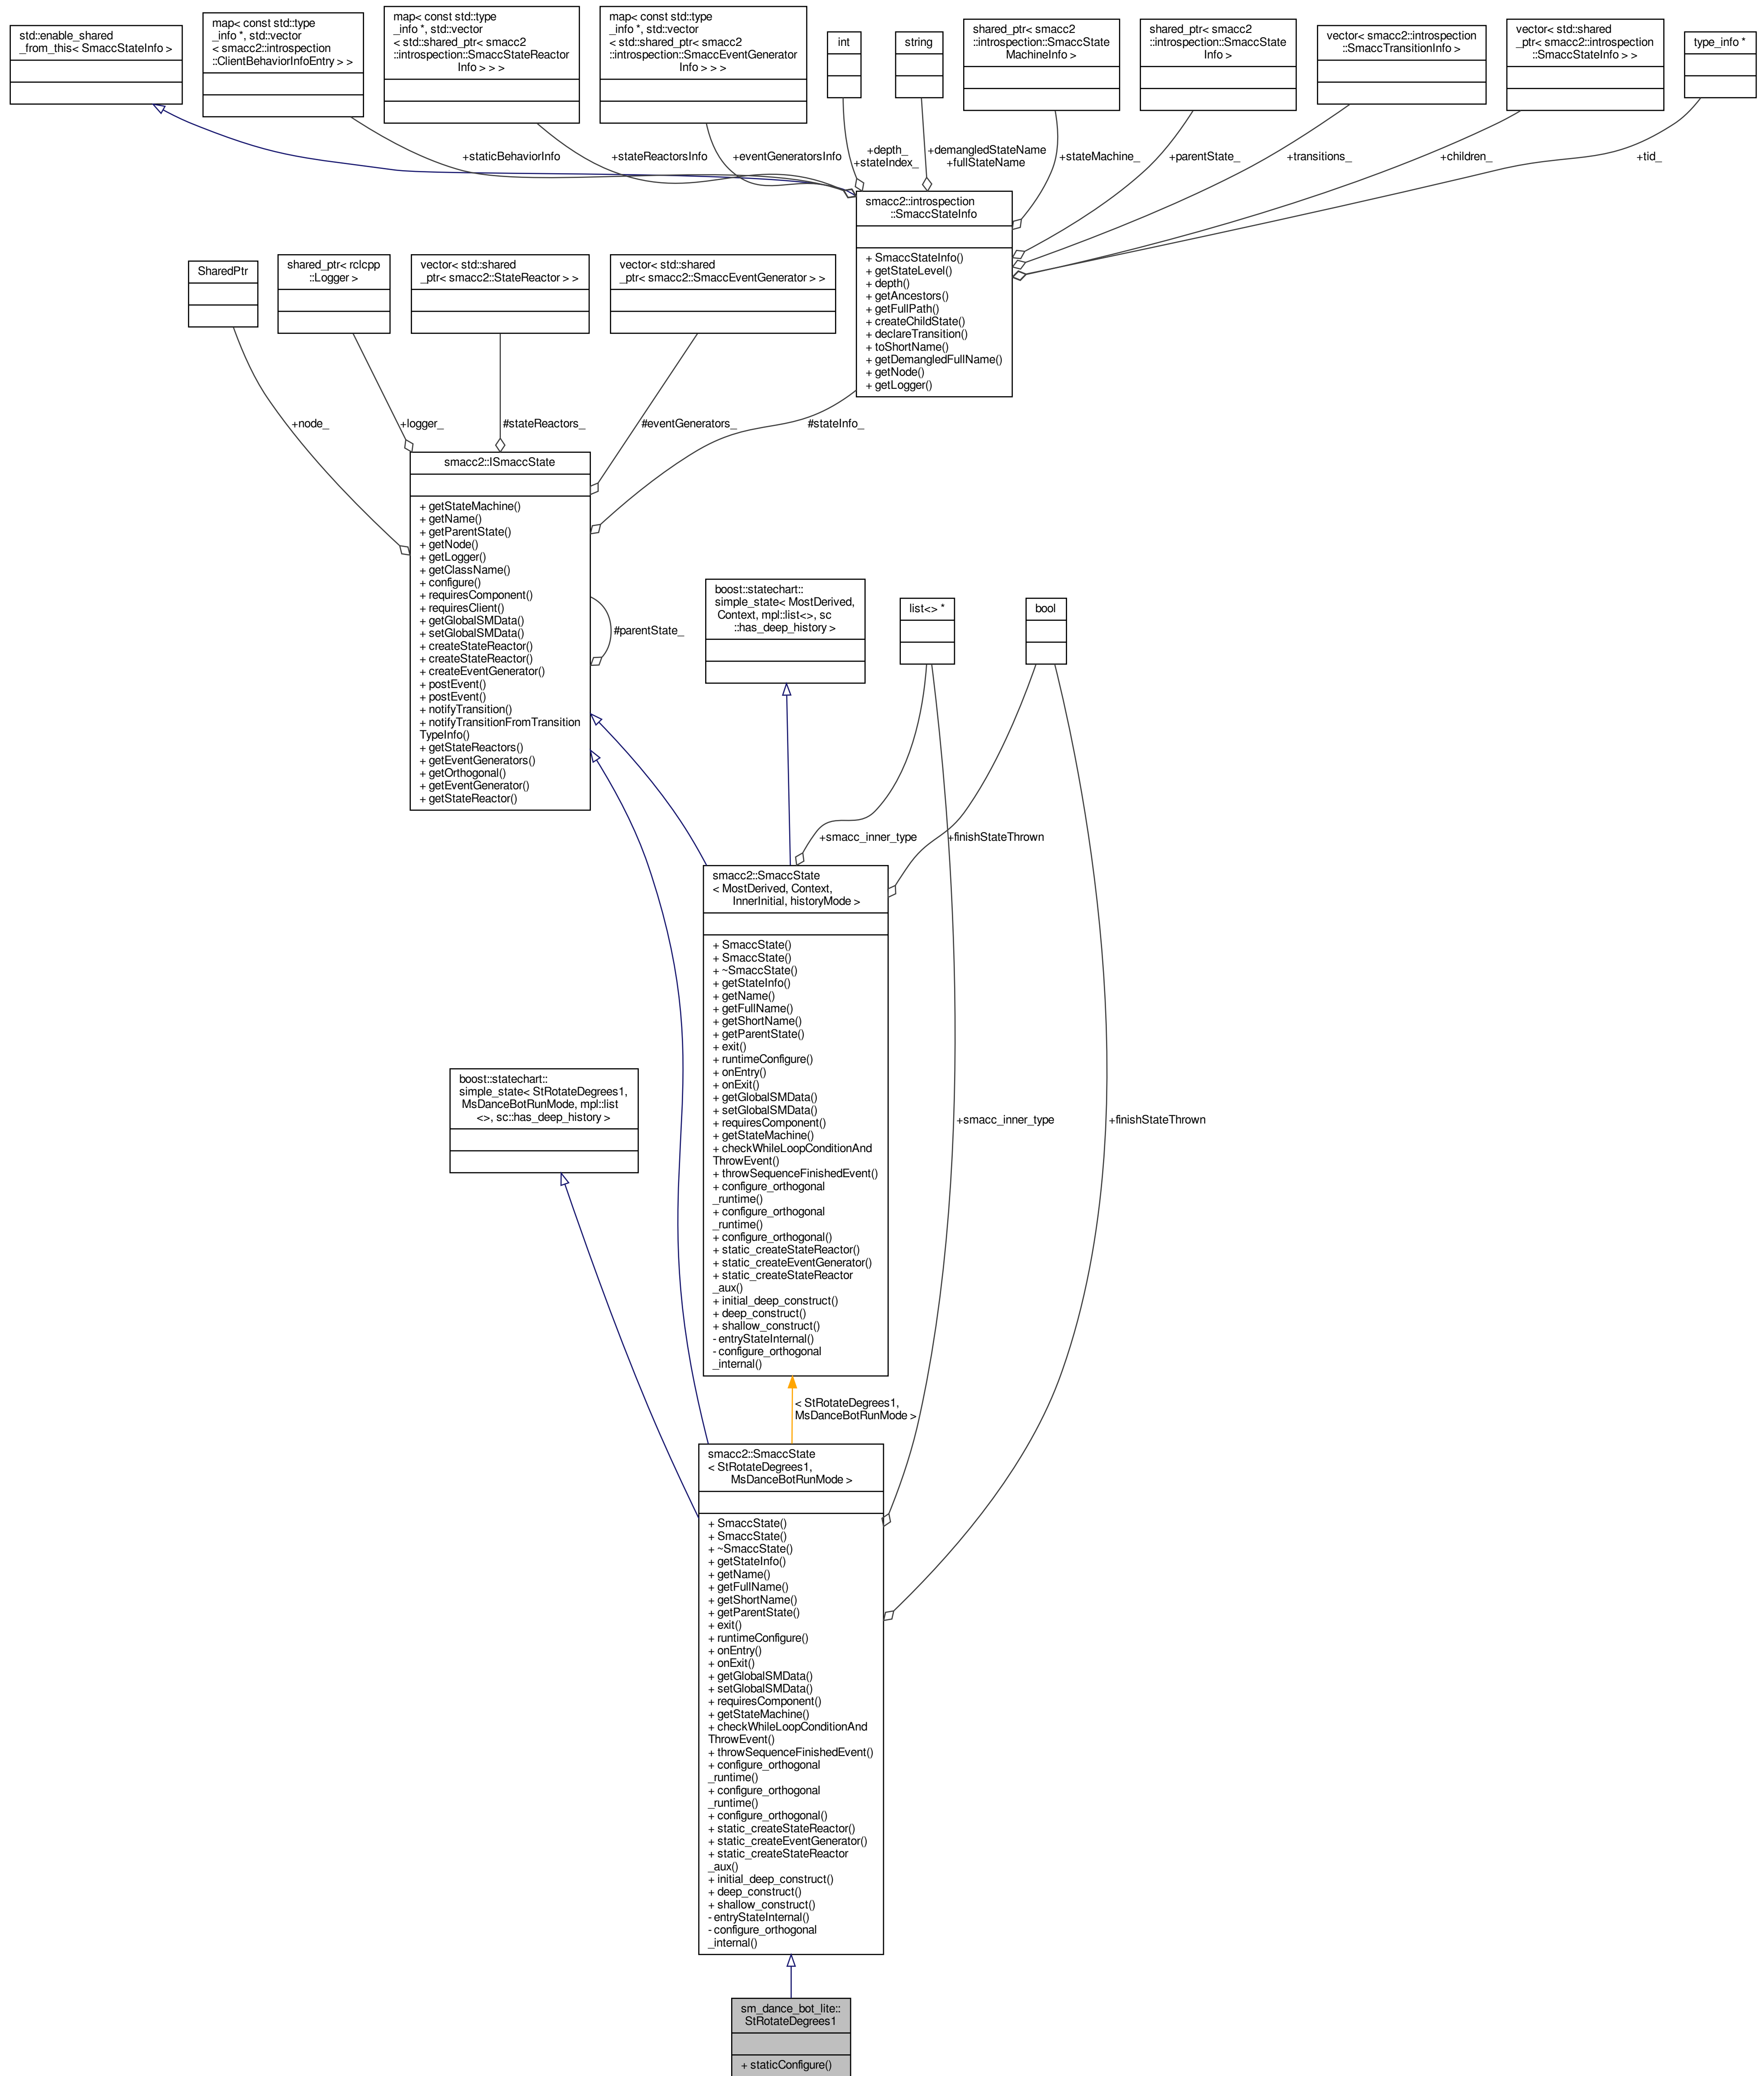 std::enable_shared
_from_this< SmaccStateInfo >
map< const std::type
_info *, std::vector
< smacc2::introspection
::ClientBehaviorInfoEntry > >
map< const std::type
_info *, std::vector
< std::shared_ptr< smacc2
::introspection::SmaccStateReactor
Info > > >
map< const std::type
_info *, std::vector
< std::shared_ptr< smacc2
::introspection::SmaccEventGenerator
Info > > >
int
string
shared_ptr< smacc2
::introspection::SmaccState
MachineInfo >
shared_ptr< smacc2
::introspection::SmaccState
Info >
vector< smacc2::introspection
::SmaccTransitionInfo >
vector< std::shared
_ptr< smacc2::introspection
::SmaccStateInfo > >
type_info *
+staticBehaviorInfo
+stateReactorsInfo
+eventGeneratorsInfo
+depth_
+stateIndex_
+demangledStateName
+fullStateName
+stateMachine_
+parentState_
+transitions_
+children_
+tid_
smacc2::introspection
::SmaccStateInfo
+ SmaccStateInfo()
+ getStateLevel()
+ depth()
+ getAncestors()
+ getFullPath()
+ createChildState()
+ declareTransition()
+ toShortName()
+ getDemangledFullName()
+ getNode()
+ getLogger()
SharedPtr
shared_ptr< rclcpp
::Logger >
vector< std::shared
_ptr< smacc2::StateReactor > >
vector< std::shared
_ptr< smacc2::SmaccEventGenerator > >
+node_
+logger_
#stateReactors_
#eventGenerators_
#stateInfo_
smacc2::ISmaccState
+ getStateMachine()
+ getName()
+ getParentState()
+ getNode()
+ getLogger()
+ getClassName()
+ configure()
+ requiresComponent()
+ requiresClient()
+ getGlobalSMData()
+ setGlobalSMData()
+ createStateReactor()
+ createStateReactor()
+ createEventGenerator()
+ postEvent()
+ postEvent()
+ notifyTransition()
+ notifyTransitionFromTransition
TypeInfo()
+ getStateReactors()
+ getEventGenerators()
+ getOrthogonal()
+ getEventGenerator()
+ getStateReactor()
#parentState_
boost::statechart::
simple_state< MostDerived,
Context, mpl::list<>, sc
::has_deep_history >
list<> *
bool
+smacc_inner_type
+finishStateThrown
smacc2::SmaccState
< MostDerived, Context,
InnerInitial, historyMode >
+ SmaccState()
+ SmaccState()
+ ~SmaccState()
+ getStateInfo()
+ getName()
+ getFullName()
+ getShortName()
+ getParentState()
+ exit()
+ runtimeConfigure()
+ onEntry()
+ onExit()
+ getGlobalSMData()
+ setGlobalSMData()
+ requiresComponent()
+ getStateMachine()
+ checkWhileLoopConditionAnd
ThrowEvent()
+ throwSequenceFinishedEvent()
+ configure_orthogonal
_runtime()
+ configure_orthogonal
_runtime()
+ configure_orthogonal()
+ static_createStateReactor()
+ static_createEventGenerator()
+ static_createStateReactor
_aux()
+ initial_deep_construct()
+ deep_construct()
+ shallow_construct()
- entryStateInternal()
- configure_orthogonal
_internal()
boost::statechart::
simple_state< StRotateDegrees1,
MsDanceBotRunMode, mpl::list
<>, sc::has_deep_history >
+smacc_inner_type
+finishStateThrown
< StRotateDegrees1,
MsDanceBotRunMode >
smacc2::SmaccState
< StRotateDegrees1,
MsDanceBotRunMode >
+ SmaccState()
+ SmaccState()
+ ~SmaccState()
+ getStateInfo()
+ getName()
+ getFullName()
+ getShortName()
+ getParentState()
+ exit()
+ runtimeConfigure()
+ onEntry()
+ onExit()
+ getGlobalSMData()
+ setGlobalSMData()
+ requiresComponent()
+ getStateMachine()
+ checkWhileLoopConditionAnd
ThrowEvent()
+ throwSequenceFinishedEvent()
+ configure_orthogonal
_runtime()
+ configure_orthogonal
_runtime()
+ configure_orthogonal()
+ static_createStateReactor()
+ static_createEventGenerator()
+ static_createStateReactor
_aux()
+ initial_deep_construct()
+ deep_construct()
+ shallow_construct()
- entryStateInternal()
- configure_orthogonal
_internal()
sm_dance_bot_lite::
StRotateDegrees1
+ staticConfigure()